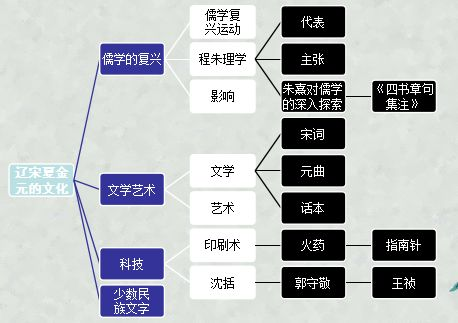 辽宋夏金
元的文化
儒学的复兴
儒学复
兴运动
程朱理学
代表
主张
朱熹对儒学
的深入探索
《四书章句
集注》
影响
文学艺术
文学
宋词
元曲
话本
艺术
科技
印刷术
火药
指南针
沈括
郭守敬
王祯
少数民
族文字